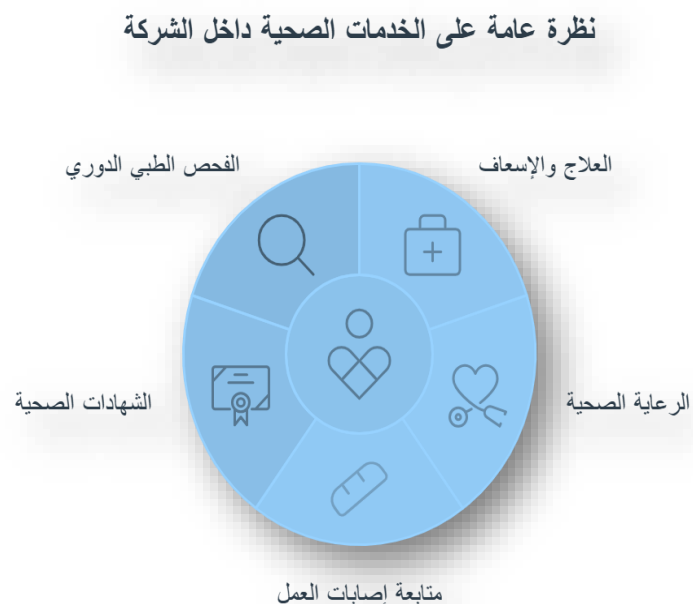 نظرة عامة على الخدمات الصحية داخل الشركة
العلاج والإسعاف
الفحص الطبي الدوري
الرعاية الصحية
الشهادات الصحية
متابعة إصابات العمل